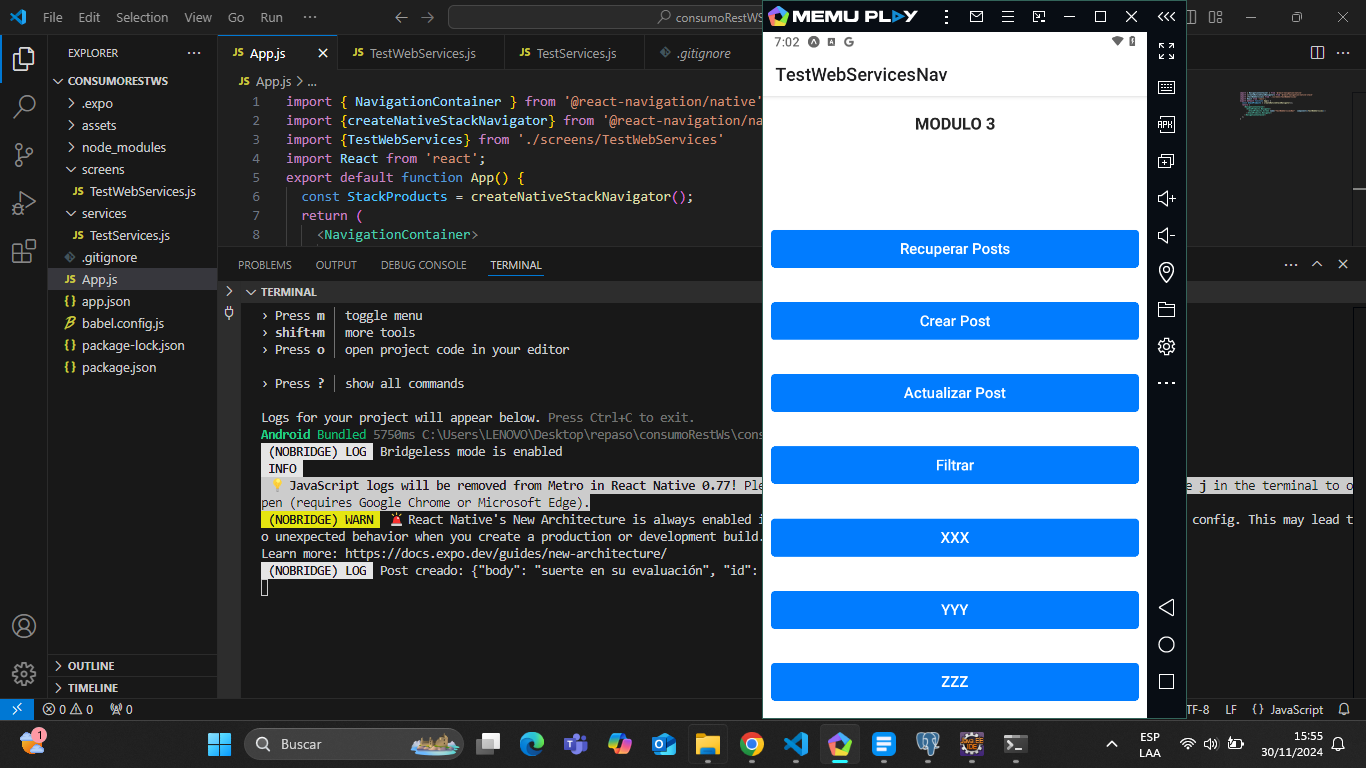 File Edit Selection View Go Run ···
consumoRestWS
EXPLORER
CONSUMORESTWS
.expo
assets
node_modules
screens
JS TestWebServices.js
services
JS TestServices.js
.gitignore
JS App.js
{} app.json
babel.config.js
{} package-lock.json
{} package.json
OUTLINE
TIMELINE
JS App.js
JS TestWebServices.js
JS TestServices.js
.gitignore
JS App.js > ...
1 import { NavigationContainer } from '@react-navigation/native'
2 import {createNativeStackNavigator} from '@react-navigation/na
3 import {TestWebServices} from './screens/TestWebServices'
4 import React from 'react';
5 export default function App() {
6 const StackProducts = createNativeStackNavigator();
7 return (
8 <NavigationContainer>
PROBLEMS OUTPUT DEBUG CONSOLE TERMINAL
TERMINAL
› Press m │ toggle menu
› shift+m │ more tools
› Press o │ open project code in your editor
› Press ? │ show all commands
Logs for your project will appear below. Press Ctrl+C to exit.
Android Bundled 5750ms C:\Users\LENOVO\Desktop\repaso\consumoRestWs\cons
(NOBRIDGE) LOG Bridgeless mode is enabled
INFO
💡 JavaScript logs will be removed from Metro in React Native 0.77! Ple
e j in the terminal to o
pen (requires Google Chrome or Microsoft Edge).
(NOBRIDGE) WARN 🚨 React Native's New Architecture is always enabled i
config. This may lead t
o unexpected behavior when you create a production or development build.
Learn more: https://docs.expo.dev/guides/new-architecture/
(NOBRIDGE) LOG Post creado: {"body": "suerte en su evaluación", "id":
MEMU PLAY
7:02
TestWebServicesNav
MODULO 3
Recuperar Posts
Crear Post
Actualizar Post
Filtrar
XXX
YYY
ZZZ
APK
0 0 0
TF-8 LF {} JavaScript
1
Buscar
ESP
LAA
15:55
30/11/2024